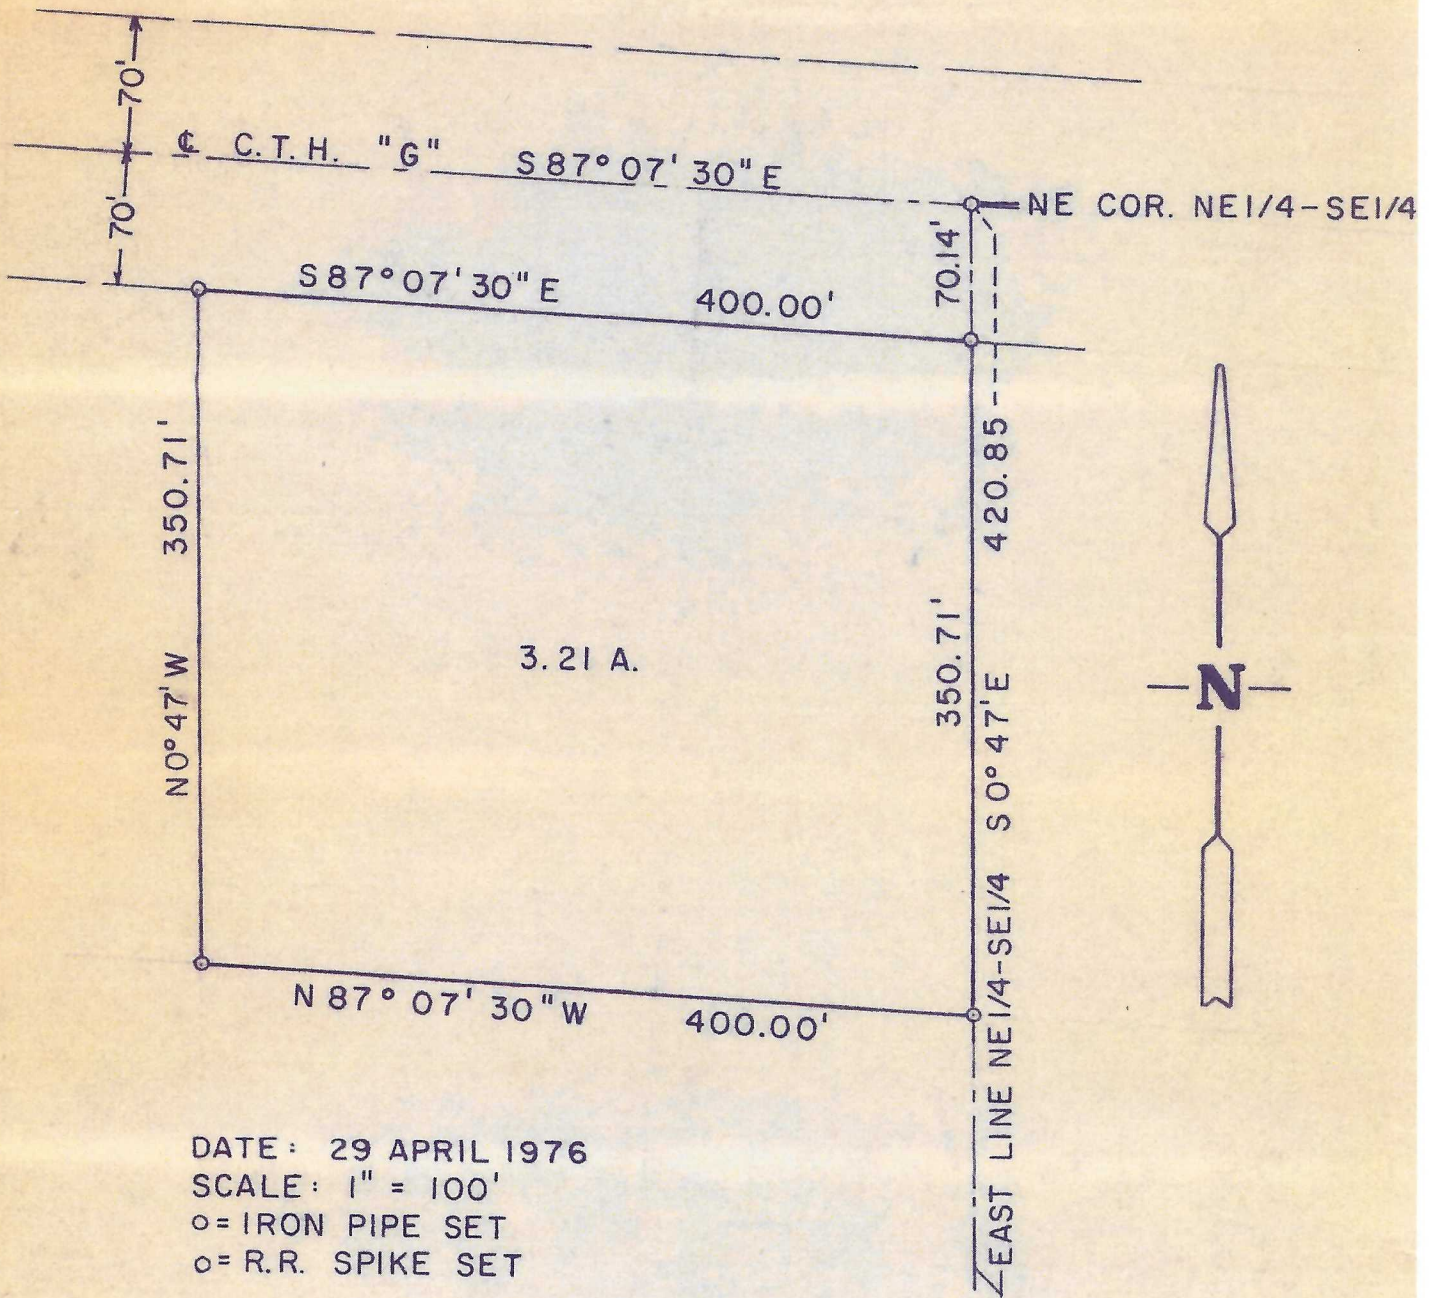 70'
℄ C.T.H. "G" S 87° 07' 30" E
70'
NE COR. NE1/4-SE1/4
70.14'
S 87° 07' 30" E 400.00'
350.71'
N 0° 47' W
3.21 A.
350.71'
420.85
EAST LINE NE1/4-SE1/4 S 0° 47' E
N
N 87° 07' 30" W 400.00'
DATE: 29 APRIL 1976
SCALE: 1" = 100'
o= IRON PIPE SET
o= R.R. SPIKE SET